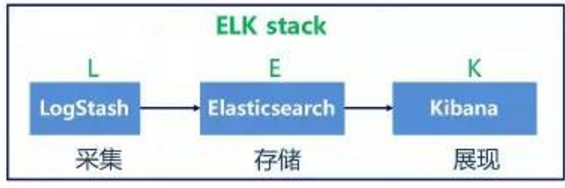 ELK stack
L E K
LogStash Elasticsearch Kibana
采集 存储 展现